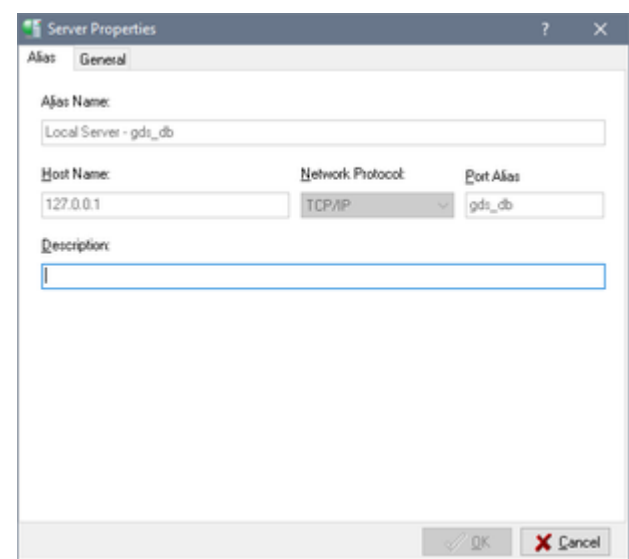 Server Properties ?
Alias General
Alias Name:
Local Server - gds_db
Host Name: Network Protocol: Port Alias
127.0.0.1 TCP/IP gds_db
Description:
OK Cancel